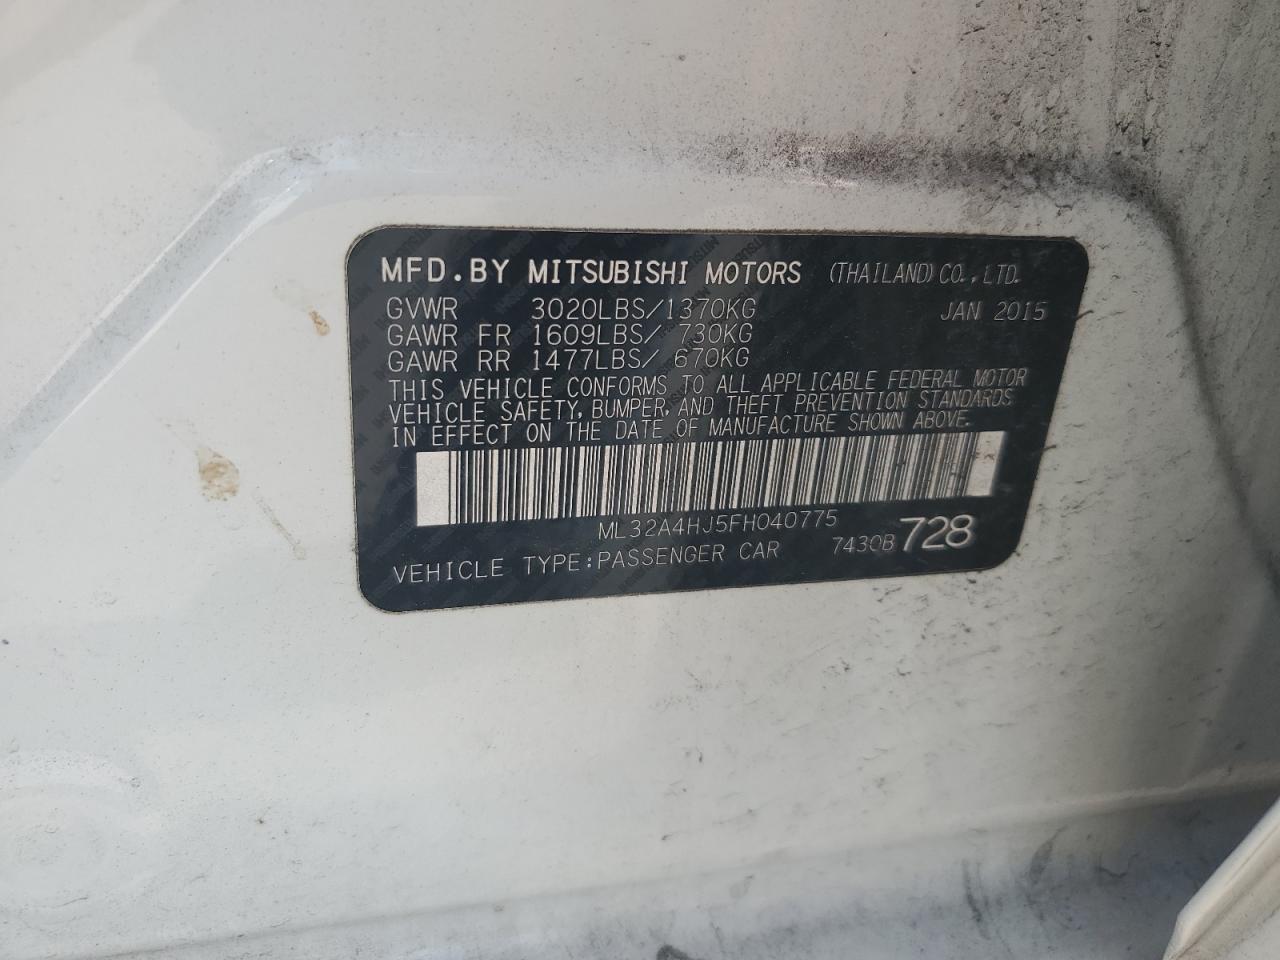 MFD.BY MITSUBISHI MOTORS (THAILAND) CO., LTD.
GVWR 3020LBS/1370KG JAN 2015
GAWR FR 1609LBS/ 730KG
GAWR RR 1477LBS/ 670KG
THIS VEHICLE CONFORMS TO ALL APPLICABLE FEDERAL MOTOR
VEHICLE SAFETY, BUMPER, AND THEFT PREVENTION STANDARDS
IN EFFECT ON THE DATE OF MANUFACTURE SHOWN ABOVE.
ML32A4HJ5FH040775
VEHICLE TYPE:PASSENGER CAR 7430B 728